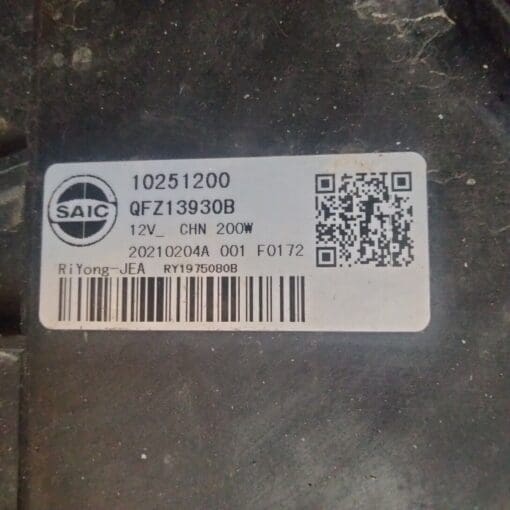 SAIC
10251200
QFZ13930B
12V_ CHN 200W
20210204A 001 F0172
RiYong-JEA RY1975080B